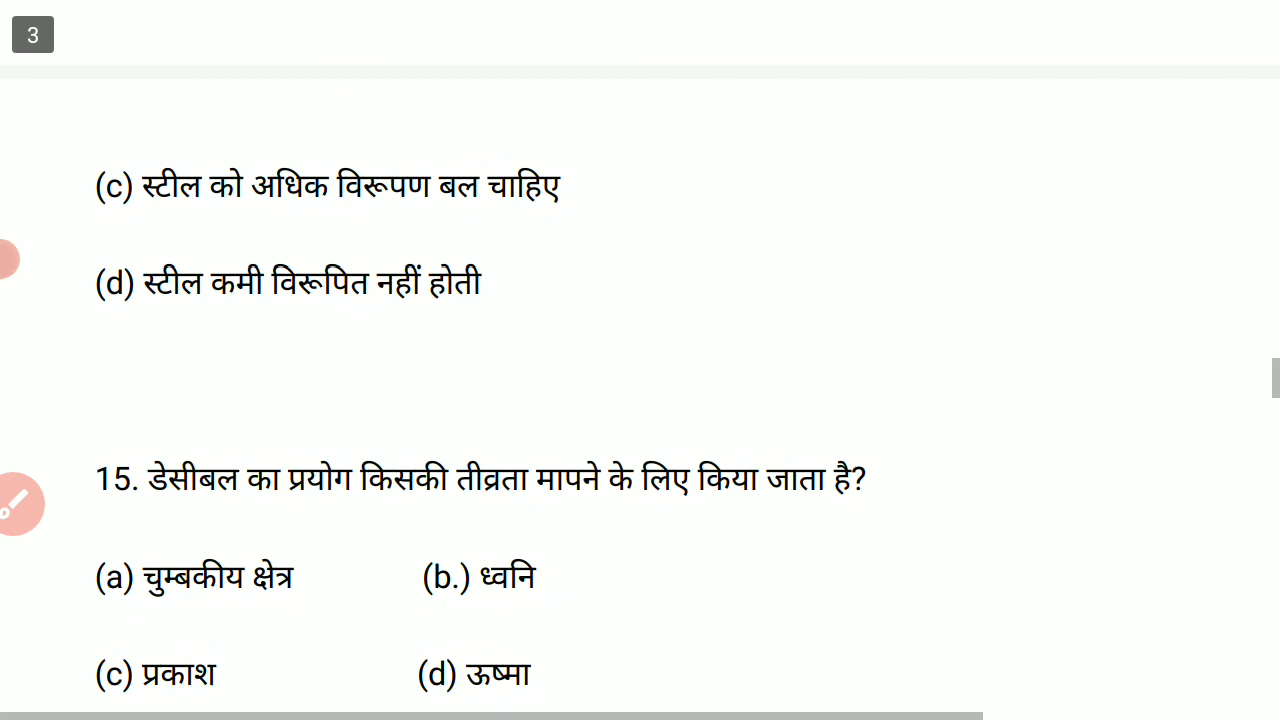 3
(c) स्टील को अधिक विरूपण बल चाहिए
(d) स्टील कमी विरूपित नहीं होती
15. डेसीबल का प्रयोग किसकी तीव्रता मापने के लिए किया जाता है?
(a) चुम्बकीय क्षेत्र (b.) ध्वनि
(c) प्रकाश (d) ऊष्मा